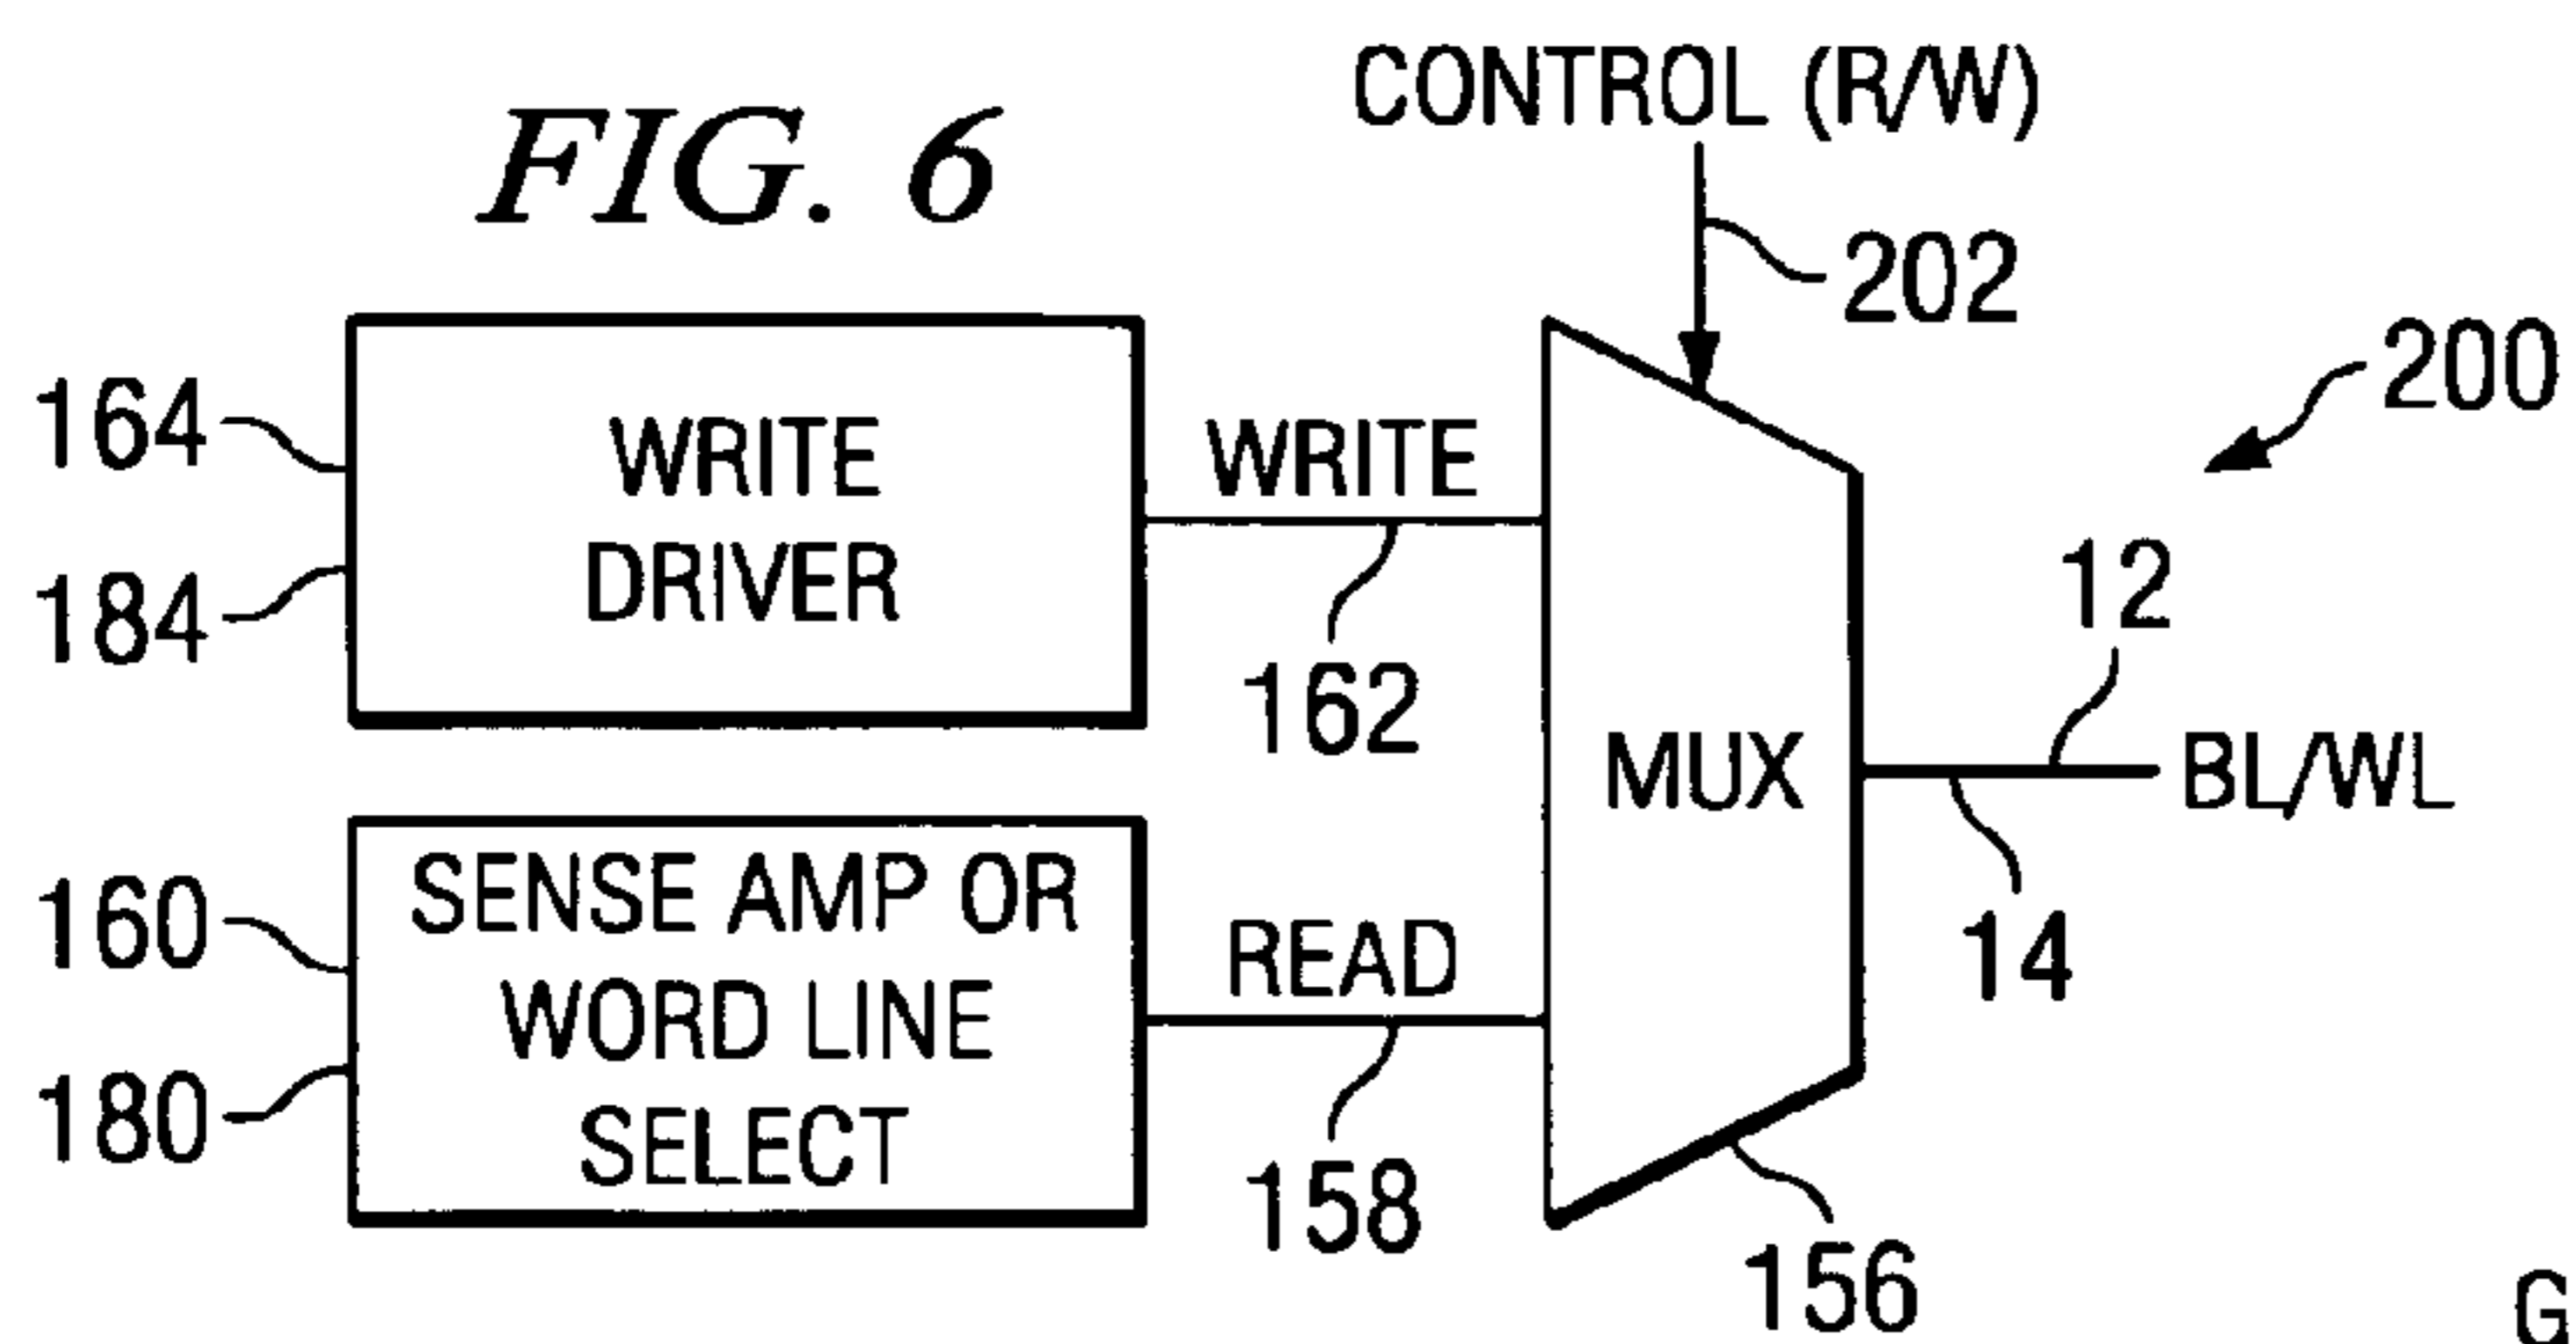 FIG. 6
CONTROL (R/W)
202
200
164
184
WRITE
DRIVER
WRITE
162
12
MUX
BL/WL
14
160
180
SENSE AMP OR
WORD LINE
SELECT
READ
158
156
G